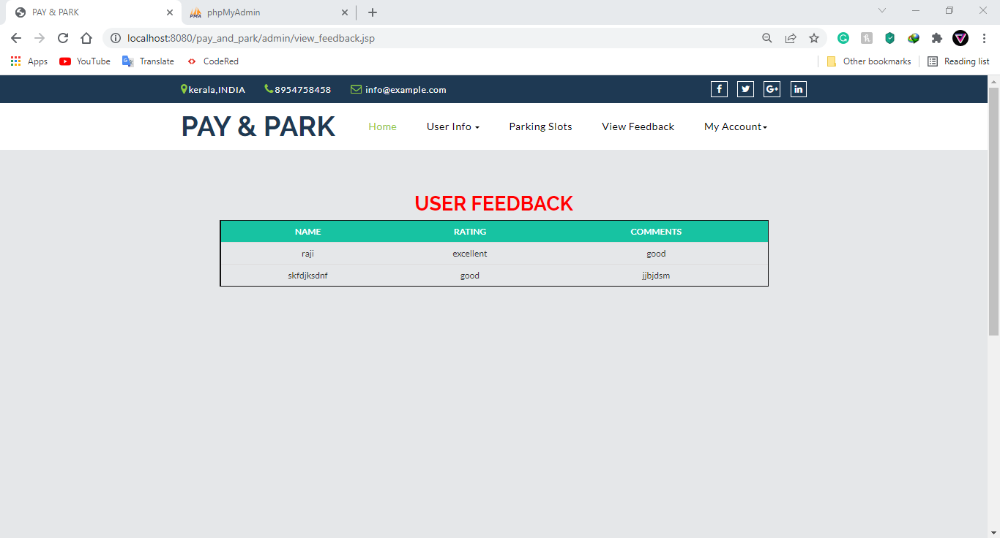 PAY & PARK
phpMyAdmin
localhost:8080/pay_and_park/admin/view_feedback.jsp
Apps YouTube Translate CodeRed Other bookmarks Reading list
kerala,INDIA 8954758458 info@example.com
PAY & PARK Home User Info Parking Slots View Feedback My Account
USER FEEDBACK
NAME RATING COMMENTS
raji excellent good
skfdjksdnf good jjbjdsm